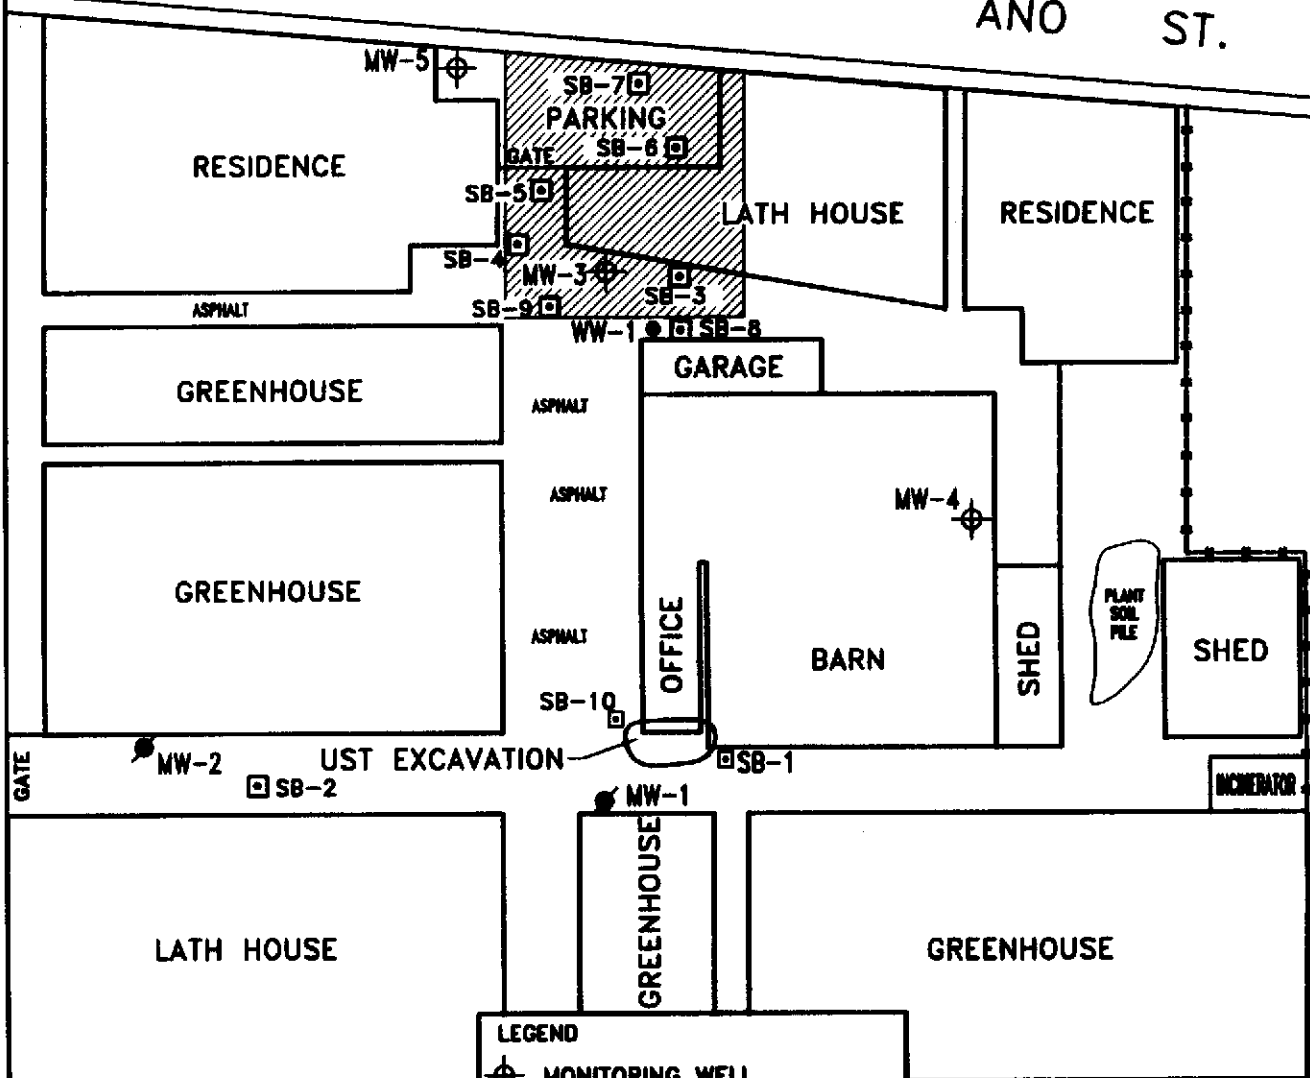 ANO ST.
MW-5
SB-7
PARKING
SB-6
GATE
RESIDENCE
SB-5
LATH HOUSE
RESIDENCE
SB-4
MW-3
SB-3
ASPHALT
SB-9
WW-1
SB-8
GARAGE
GREENHOUSE
ASPHALT
ASPHALT
MW-4
GREENHOUSE
PLANT
SOIL
PILE
OFFICE
ASPHALT
BARN
SHED
SHED
SB-10
UST EXCAVATION
SB-1
GATE
MW-2
SB-2
MW-1
INCINERATOR
GREENHOUSE
LATH HOUSE
GREENHOUSE
LEGEND
MONITORING WELL